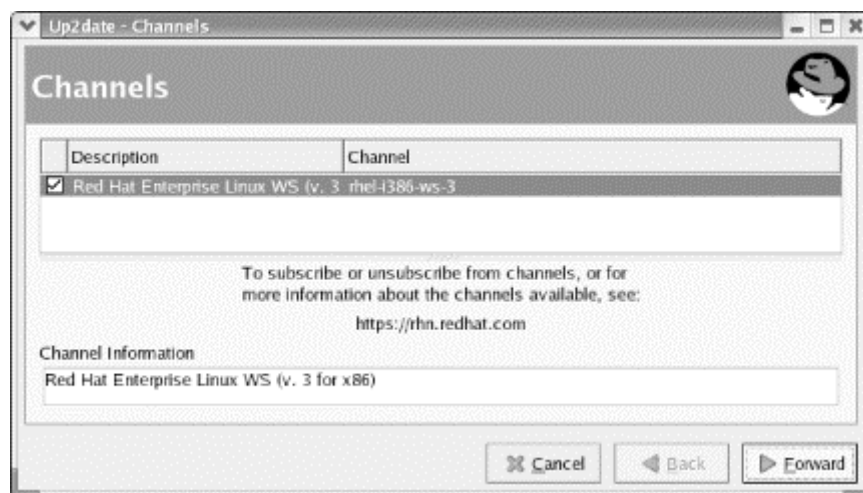 Up2date - Channels
Channels
Description Channel
Red Hat Enterprise Linux WS (v. 3 rhel-i386-ws-3
To subscribe or unsubscribe from channels, or for
more information about the channels available, see:
https://rhn.redhat.com
Channel Information
Red Hat Enterprise Linux WS (v. 3 for x86)
Cancel Back Forward